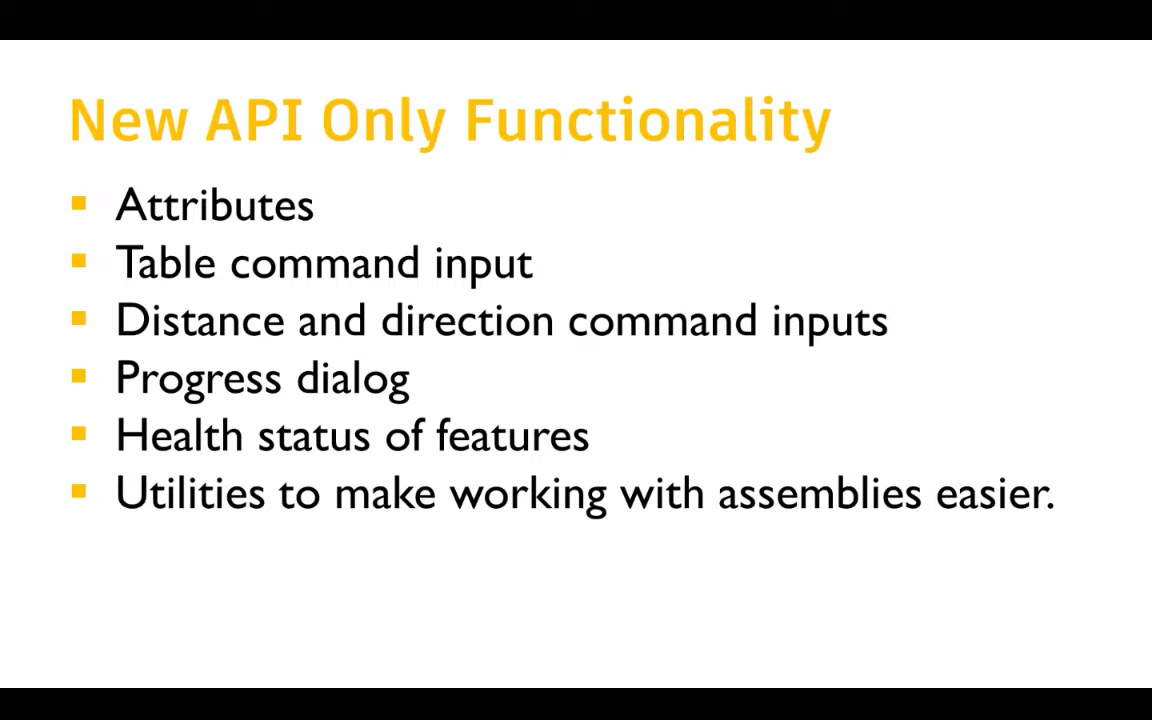 New API Only Functionality
▪ Attributes
▪ Table command input
▪ Distance and direction command inputs
▪ Progress dialog
▪ Health status of features
▪ Utilities to make working with assemblies easier.